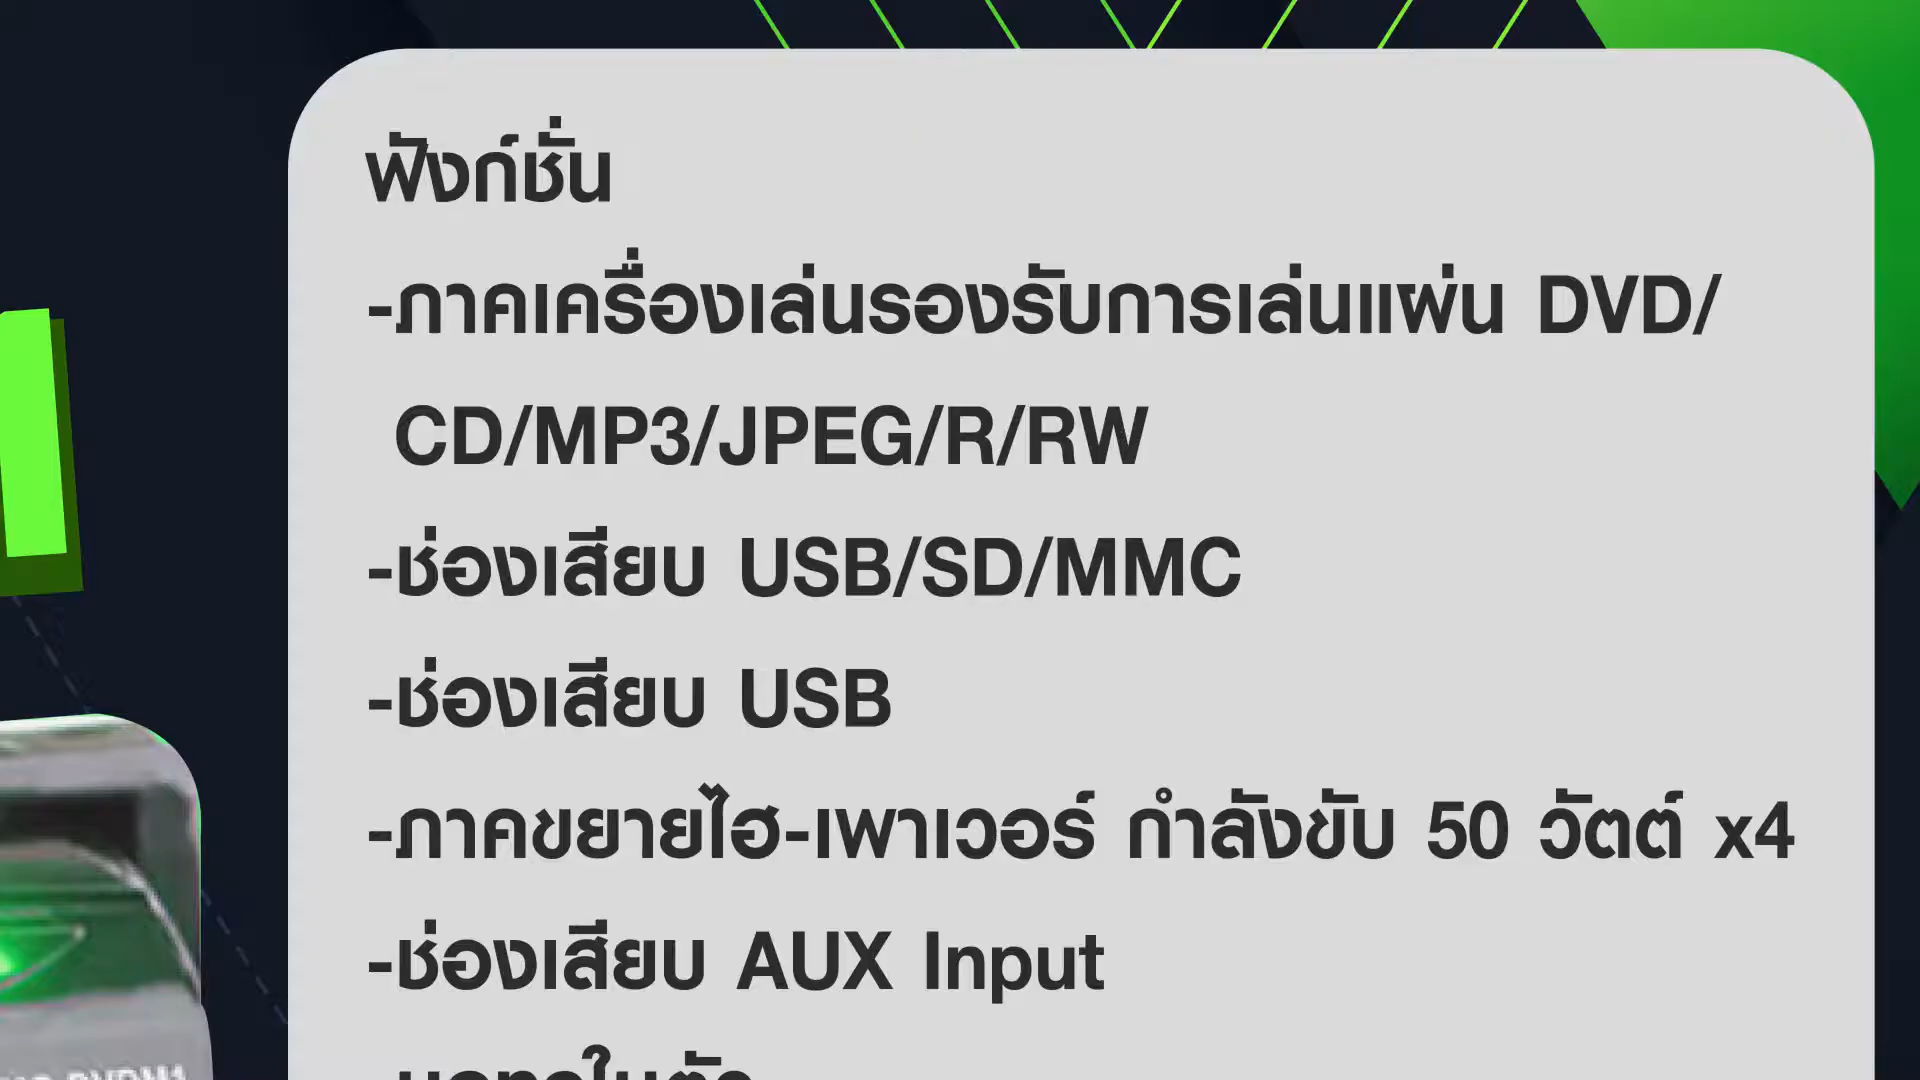 ฟังก์ชั่น
-ภาคเครื่องเล่นรองรับการเล่นแผ่น DVD/
CD/MP3/JPEG/R/RW
-ช่องเสียบ USB/SD/MMC
-ช่องเสียบ USB
-ภาคขยายไฮ-เพาเวอร์ กำลังขับ 50 วัตต์ x4
-ช่องเสียบ AUX Input